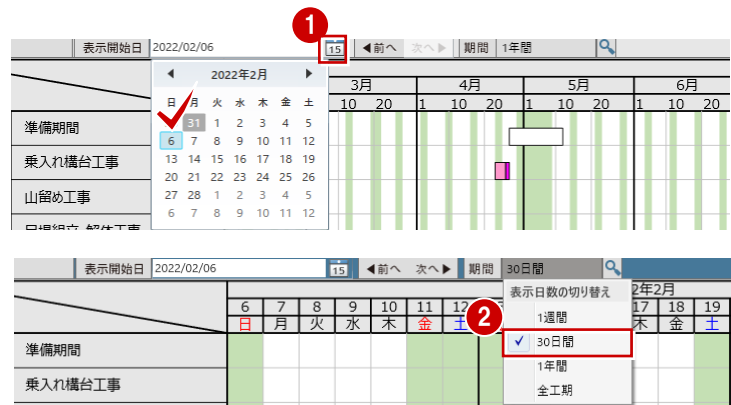 1
表示開始日 2022/02/06 15 ◀前へ 次へ▶ 期間 1年間
◀ 2022年2月 ▶
日 月 火 水 木 金 土
31 1 2 3 4 5
6 7 8 9 10 11 12
13 14 15 16 17 18 19
20 21 22 23 24 25 26
27 28 1 2 3 4 5
6 7 8 9 10 11 12
3月 4月 5月 6月
10 20 1 10 20 1 10 20 1 10 20
準備期間
乗入れ構台工事
山留め工事
表示開始日 2022/02/06 15 ◀前へ 次へ▶ 期間 30日間
2年2月
6 7 8 9 10 11 12 17 18 19
日 月 火 水 木 金 土 木 金 土
準備期間
乗入れ構台工事
2
表示日数の切り替え
1週間
✓ 30日間
1年間
全工期